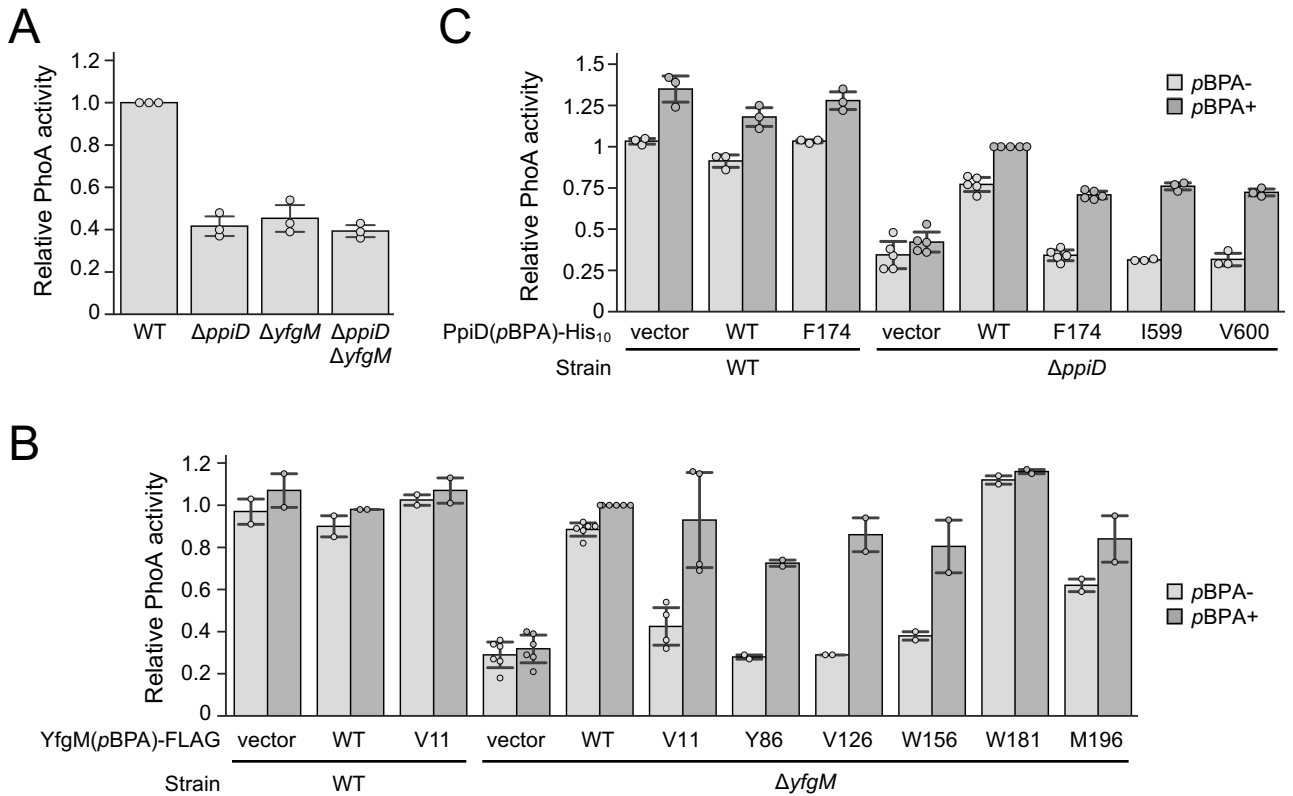 A
Relative PhoA activity
1.2
1.0
0.8
0.6
0.4
0.2
0
WT
ΔppiD
ΔyfgM
ΔppiD
ΔyfgM
C
Relative PhoA activity
1.5
1.25
1
0.75
0.5
0.25
0
pBPA-
pBPA+
PpiD(pBPA)-His₁₀ vector WT F174 vector WT F174 I599 V600
Strain WT ΔppiD
B
Relative PhoA activity
1.2
1.0
0.8
0.6
0.4
0.2
0
pBPA-
pBPA+
YfgM(pBPA)-FLAG vector WT V11 vector WT V11 Y86 V126 W156 W181 M196
Strain WT ΔyfgM